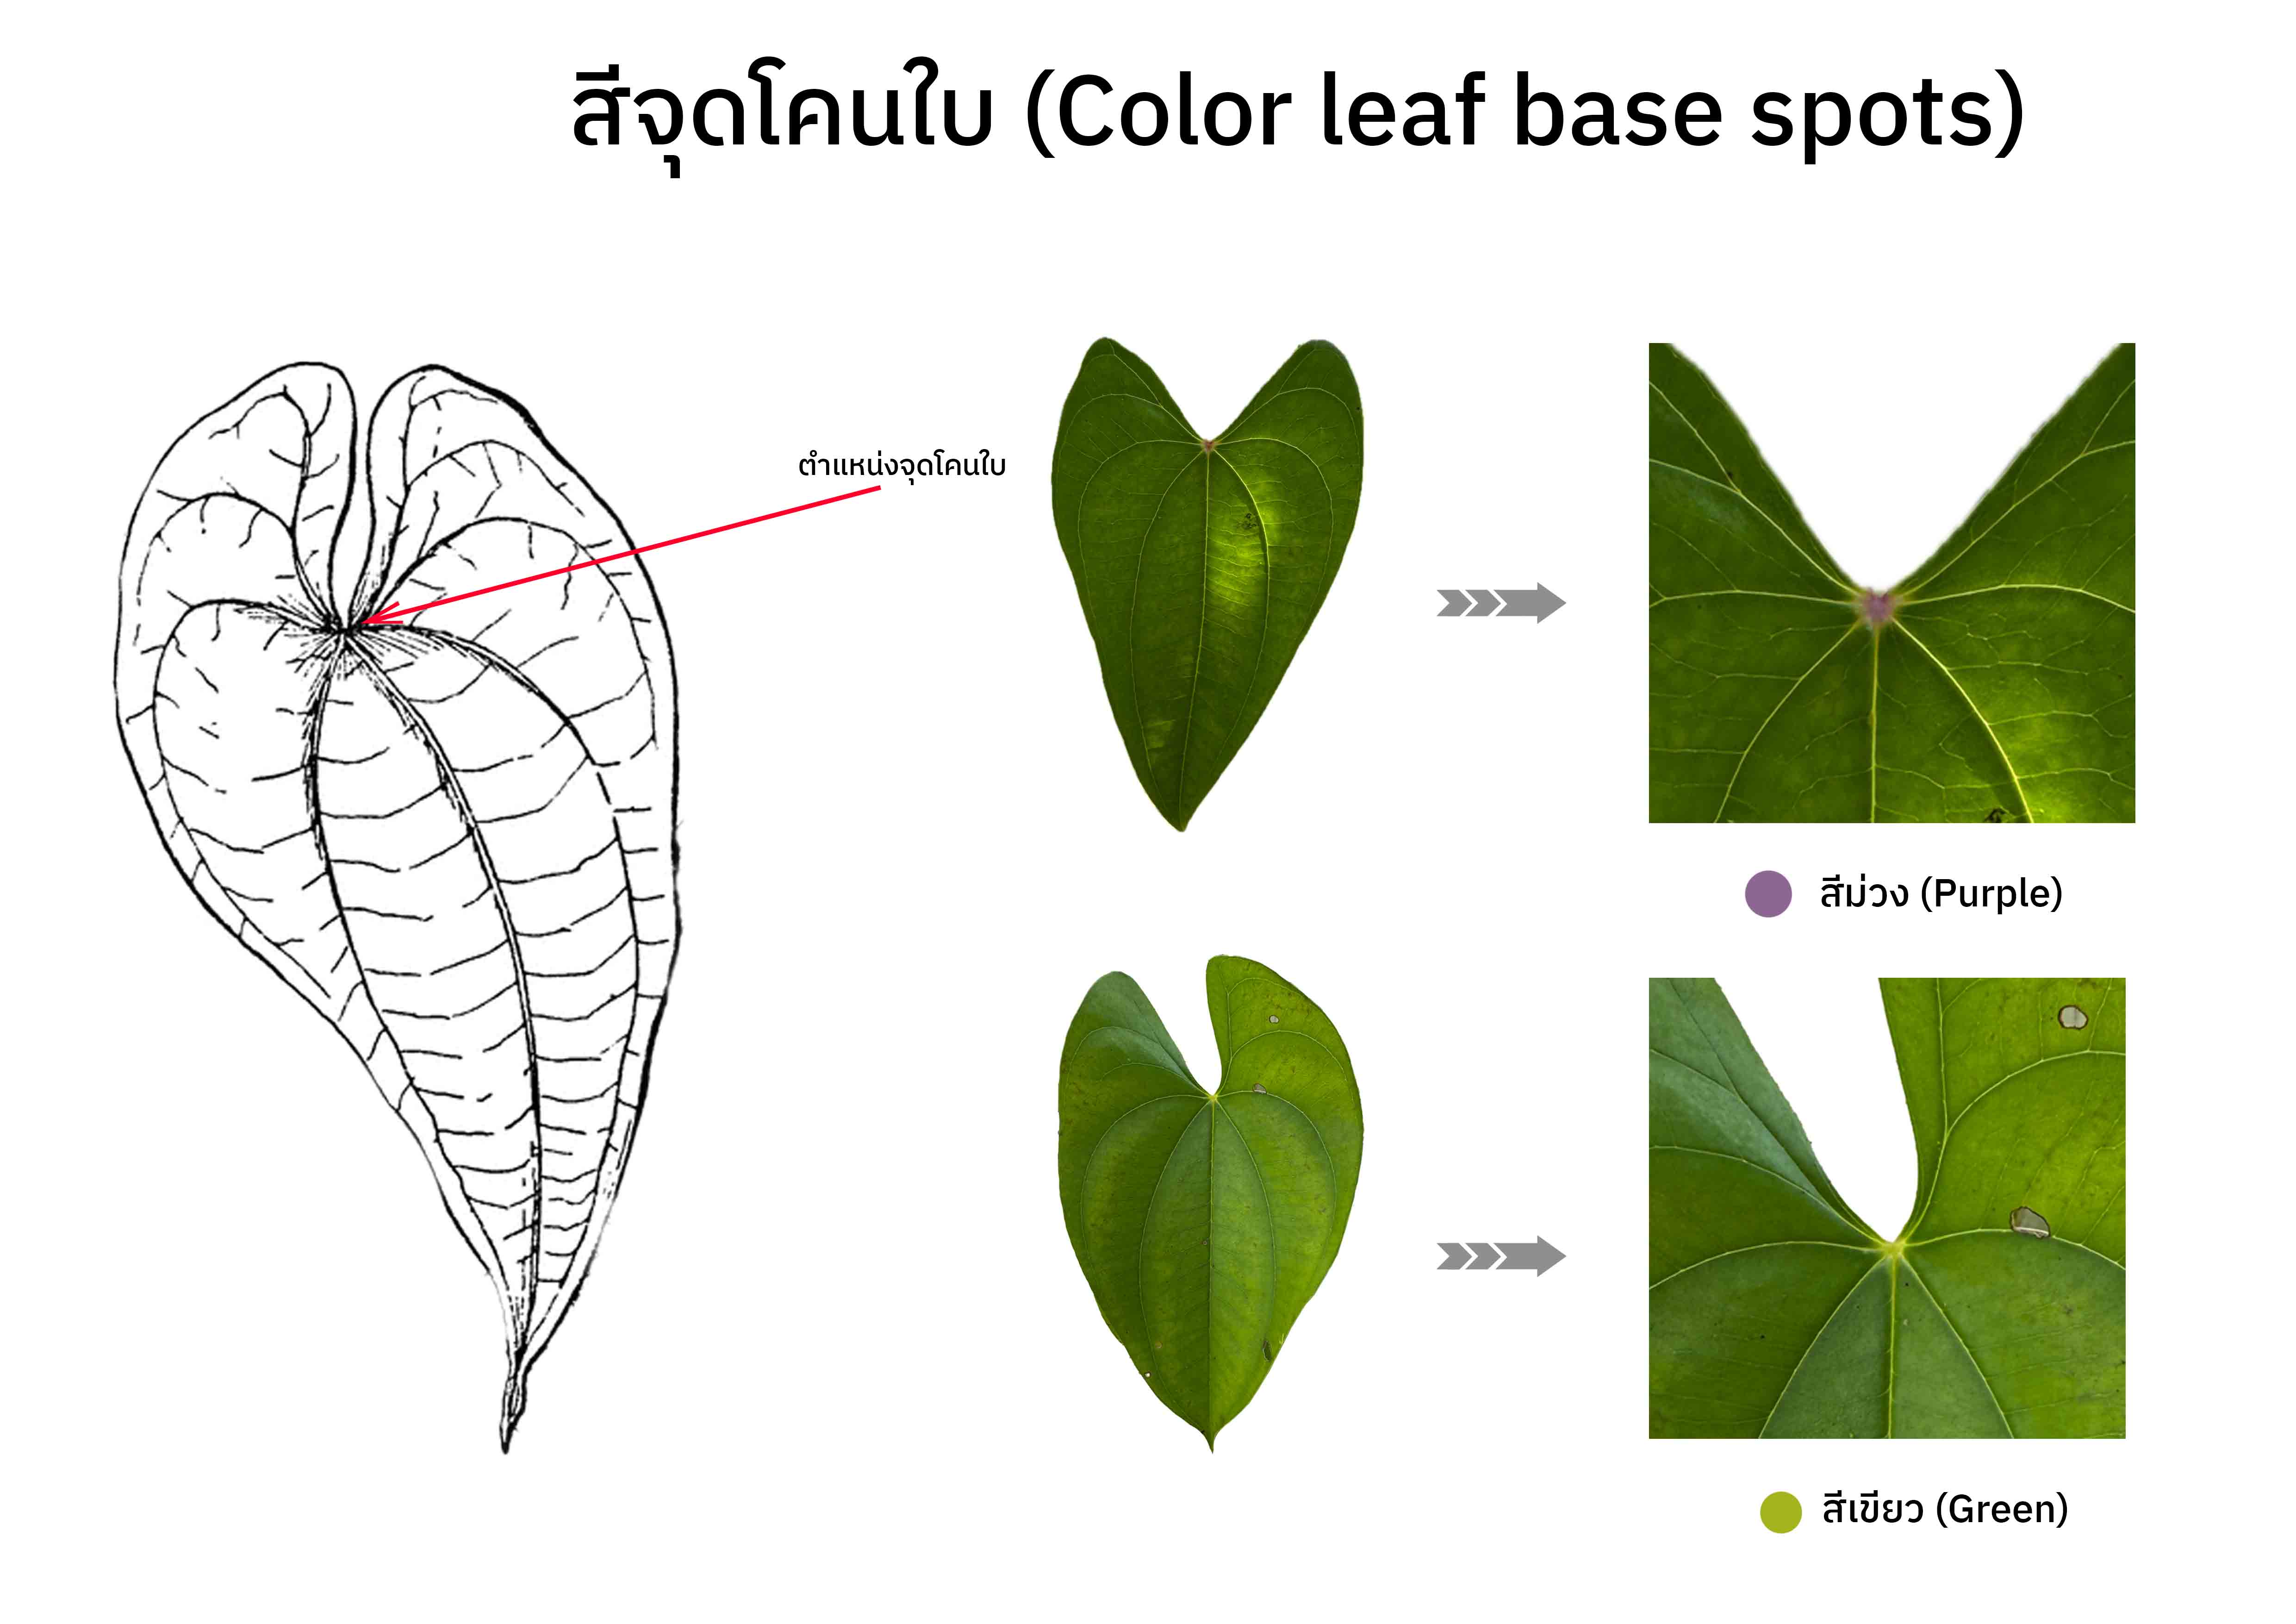 สีจุดโคนใบ (Color leaf base spots)
ตำแหน่งจุดโคนใบ
สีม่วง (Purple)
สีเขียว (Green)